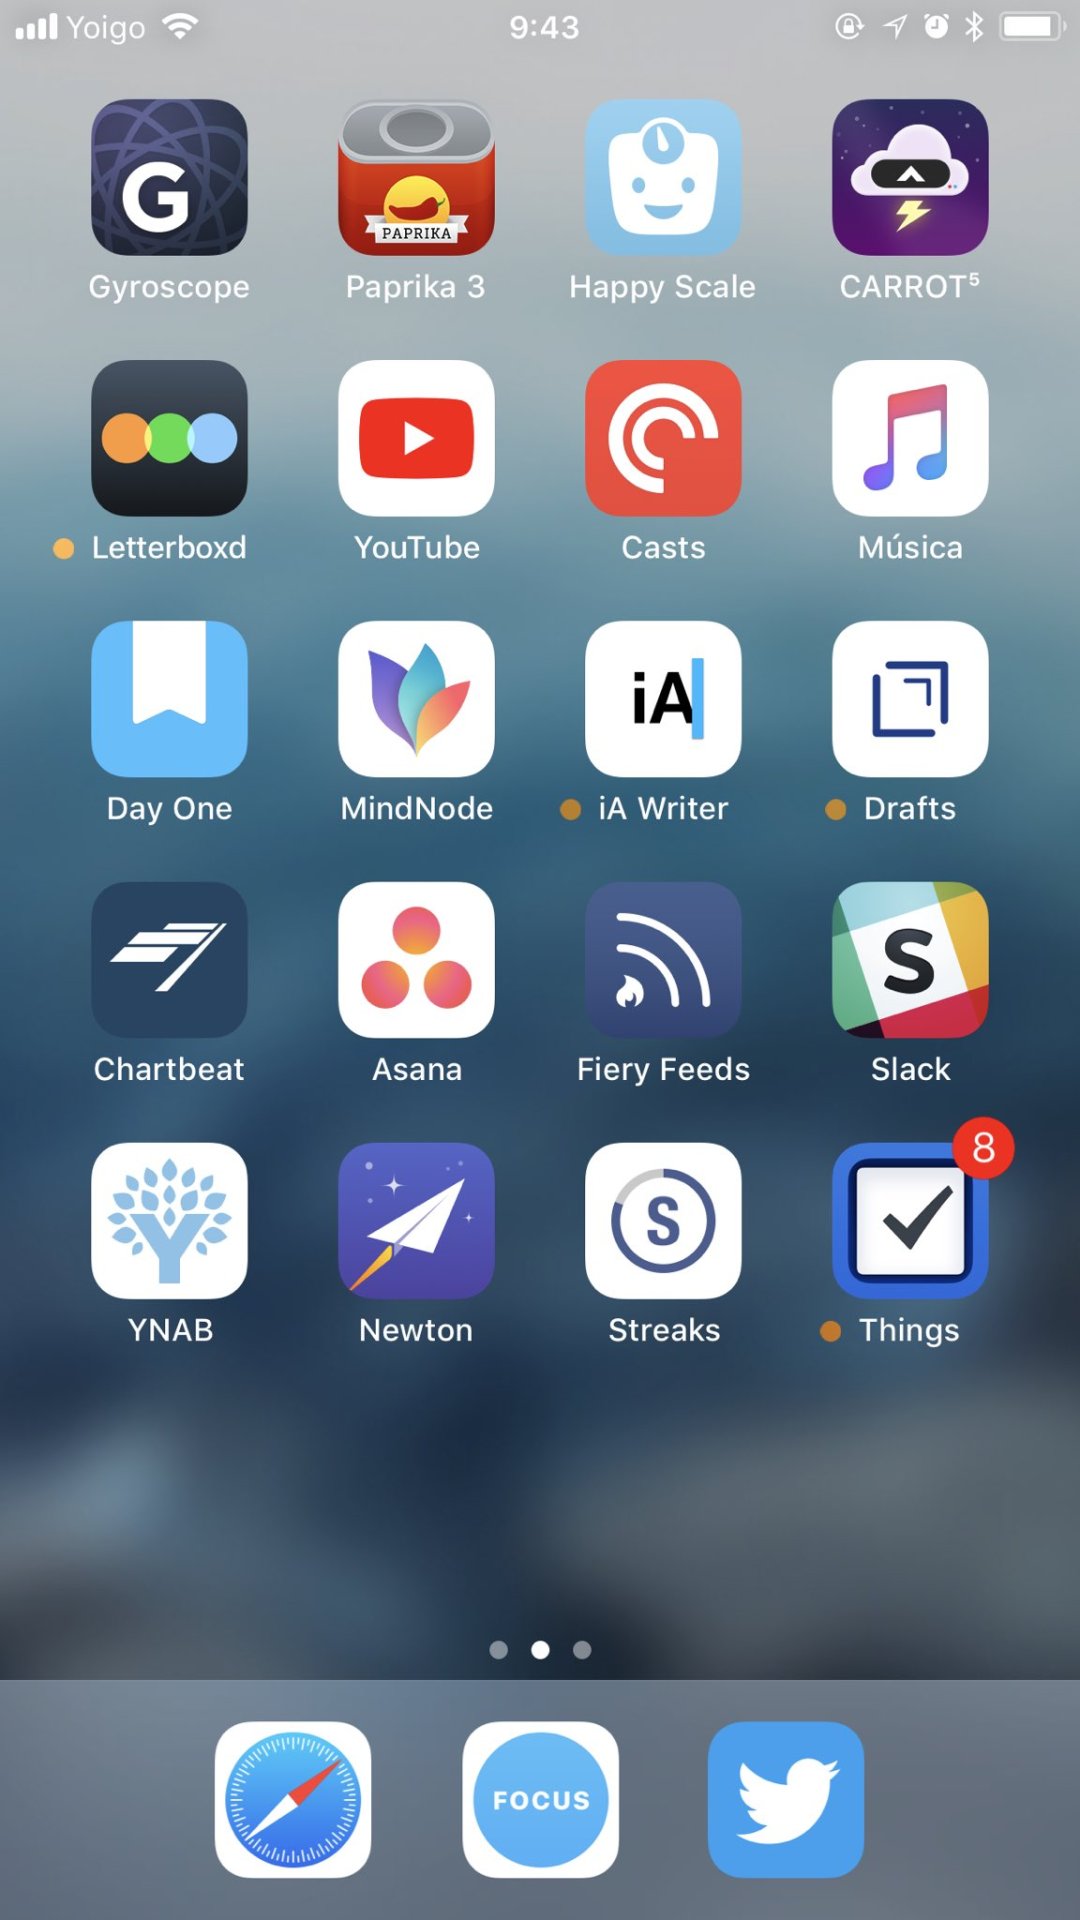 Yoigo 9:43
G PAPRIKA
Gyroscope Paprika 3 Happy Scale CARROT⁵
Letterboxd YouTube Casts Música
iA
Day One MindNode iA Writer Drafts
S
Chartbeat Asana Fiery Feeds Slack
8
Y S
YNAB Newton Streaks Things
FOCUS